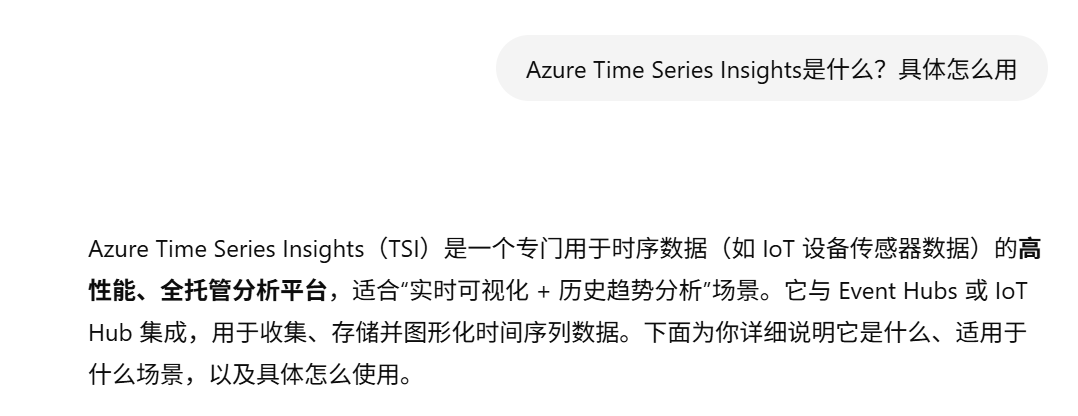 Azure Time Series Insights是什么？具体怎么用
Azure Time Series Insights（TSI）是一个专门用于时序数据（如 IoT 设备传感器数据）的高
性能、全托管分析平台，适合“实时可视化 + 历史趋势分析”场景。它与 Event Hubs 或 IoT
Hub 集成，用于收集、存储并图形化时间序列数据。下面为你详细说明它是什么、适用于
什么场景，以及具体怎么使用。